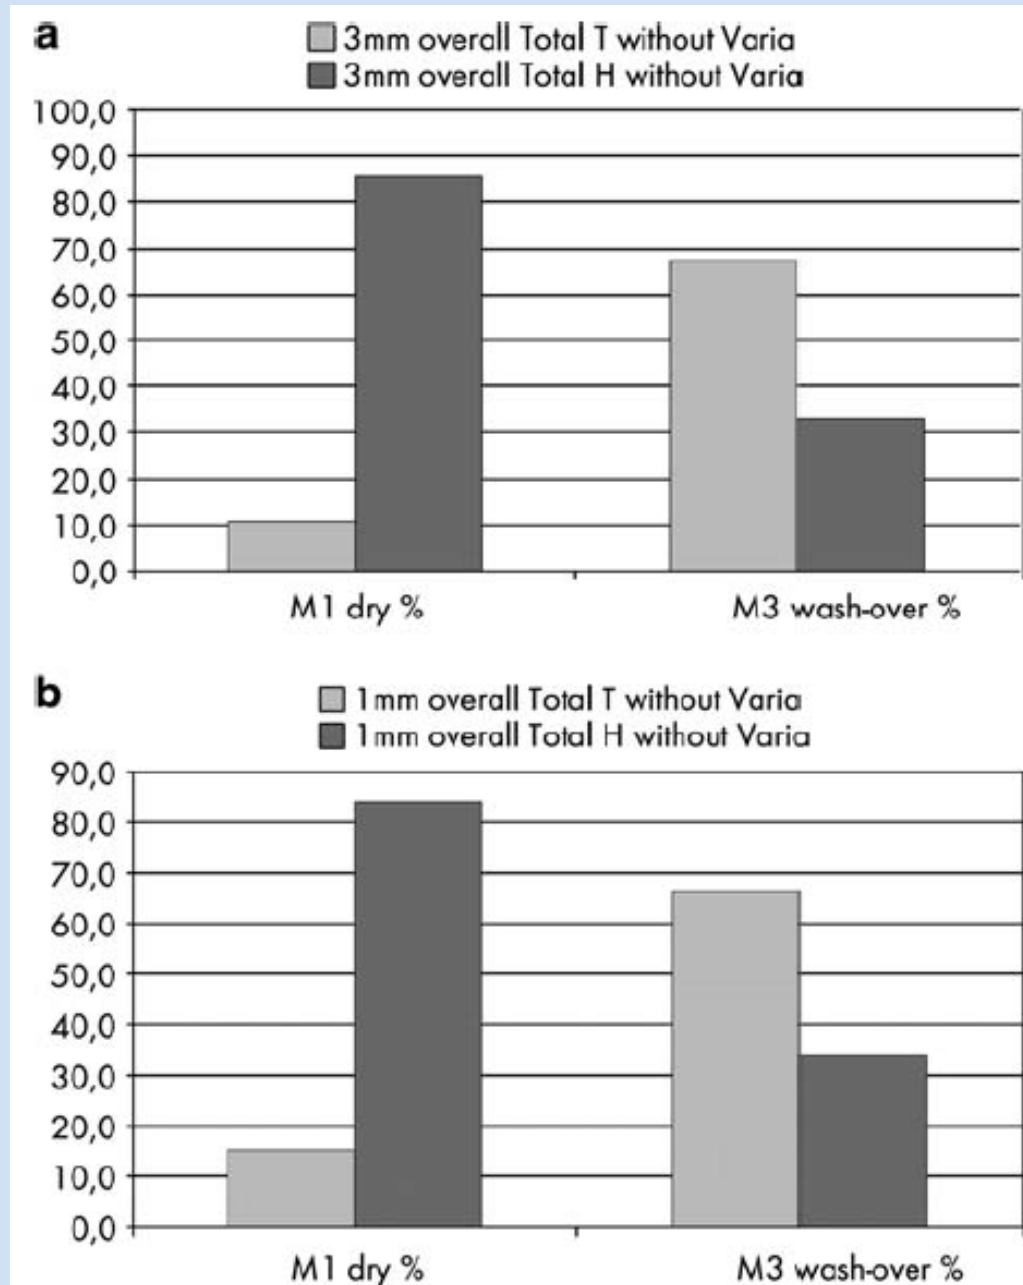 a
3mm overall Total T without Varia
3mm overall Total H without Varia
100,0
90,0
80,0
70,0
60,0
50,0
40,0
30,0
20,0
10,0
0,0
M1 dry %
M3 wash-over %
b
1mm overall Total T without Varia
1mm overall Total H without Varia
90,0
80,0
70,0
60,0
50,0
40,0
30,0
20,0
10,0
0,0
M1 dry %
M3 wash-over %